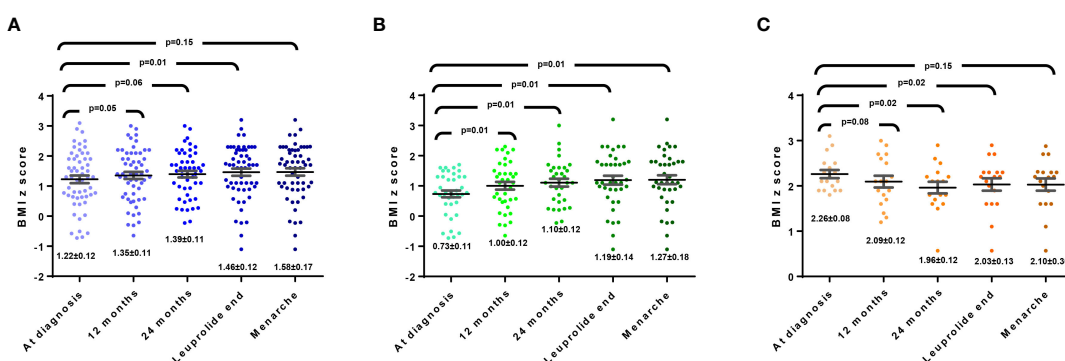 A
B
C
p=0.15
p=0.01
p=0.06
p=0.05
BMI z score
4
3
2
1
0
-1
-2
1.22±0.12
1.35±0.11
1.39±0.11
1.46±0.12
1.58±0.17
At diagnosis
12 months
24 months
Leuprolide end
Menarche
p=0.01
p=0.01
p=0.01
p=0.01
BMI z score
4
3
2
1
0
-1
-2
0.73±0.11
1.00±0.12
1.10±0.12
1.19±0.14
1.27±0.18
At diagnosis
12 months
24 months
Leuprolide end
Menarche
p=0.15
p=0.02
p=0.02
p=0.08
BMI z score
4
3
2
1
0
2.26±0.08
2.09±0.12
1.96±0.12
2.03±0.13
2.10±0.3
At diagnosis
12 months
24 months
Leuprolide end
Menarche